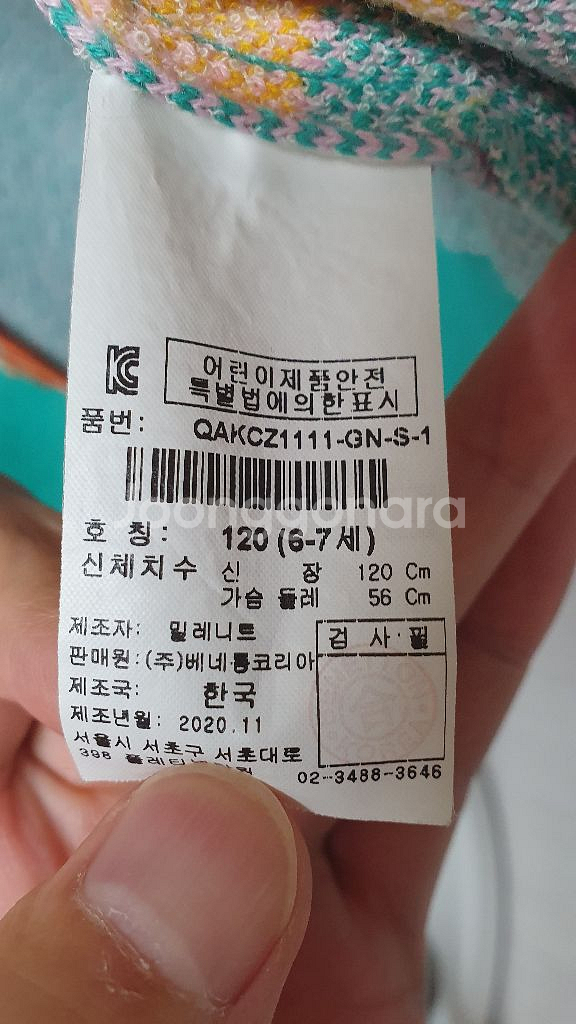 KC
어린이제품안전
특별법에의한표시
품번: QAKCZ1111-GN-S-1
Joonggonara
호 칭: 120 (6-7세)
신체치수 신 장 120 Cm
가슴 둘레 56 Cm
제조자: 밀레니트
검 사·필
판매원: (주)베네통코리아
제조국: 한국
제조년월: 2020.11
서울시 서초구 서초대로
02-3488-3646